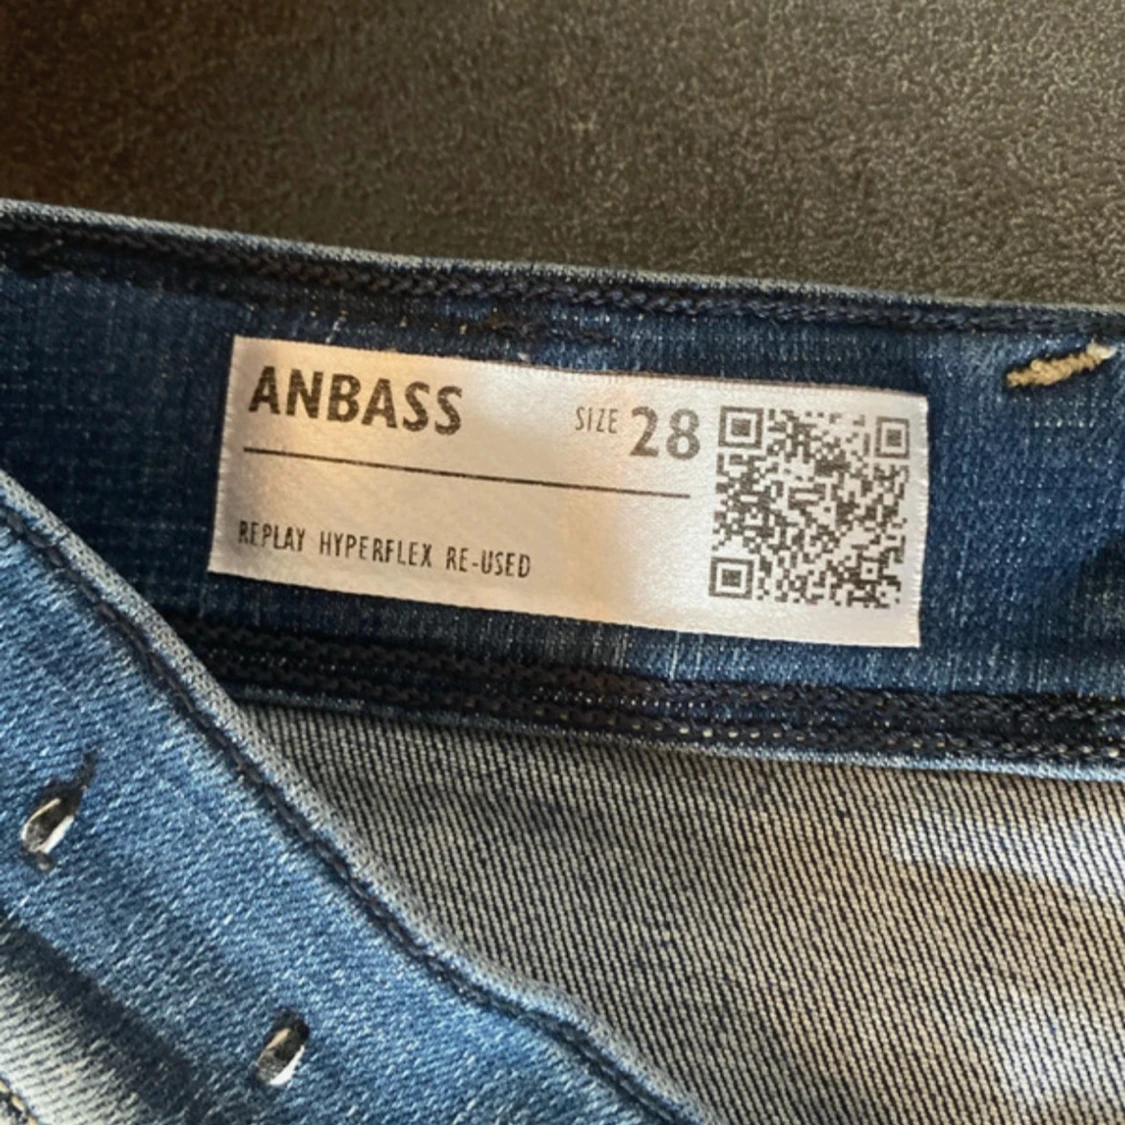 ANBASS
SIZE 28
REPLAY HYPERFLEX RE-USED